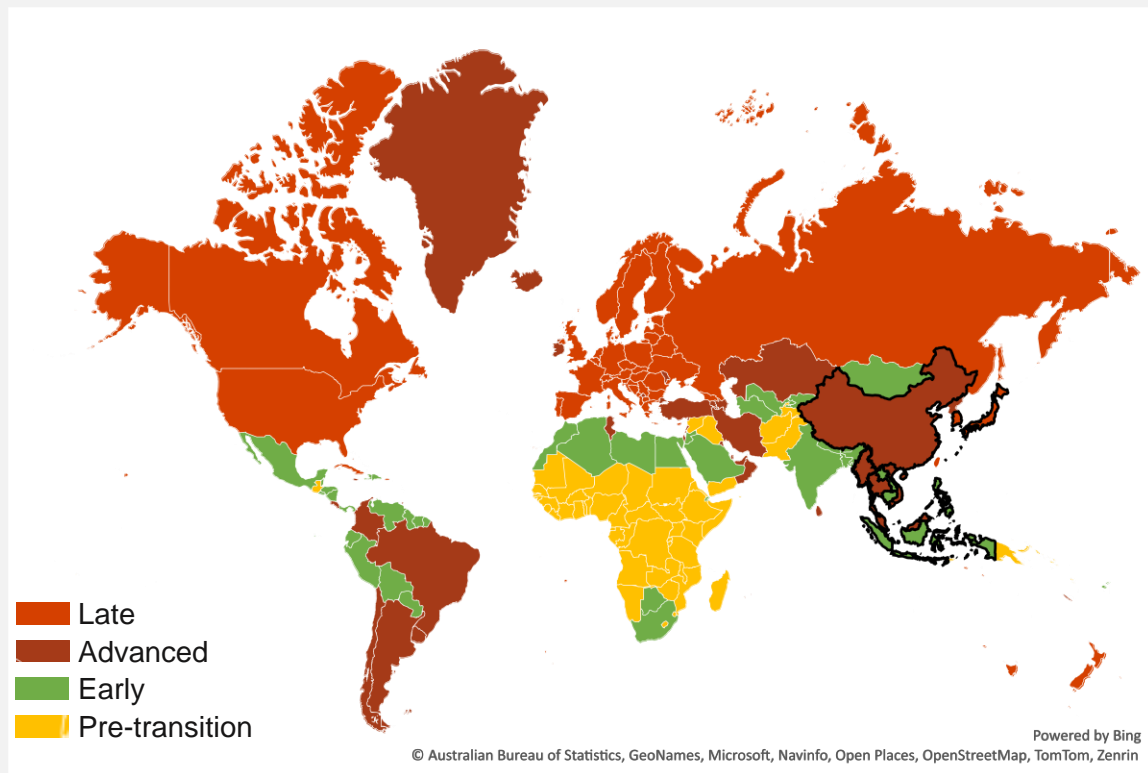 Late
Advanced
Early
Pre-transition
Powered by Bing
© Australian Bureau of Statistics, GeoNames, Microsoft, Navinfo, Open Places, OpenStreetMap, TomTom, Zenrin